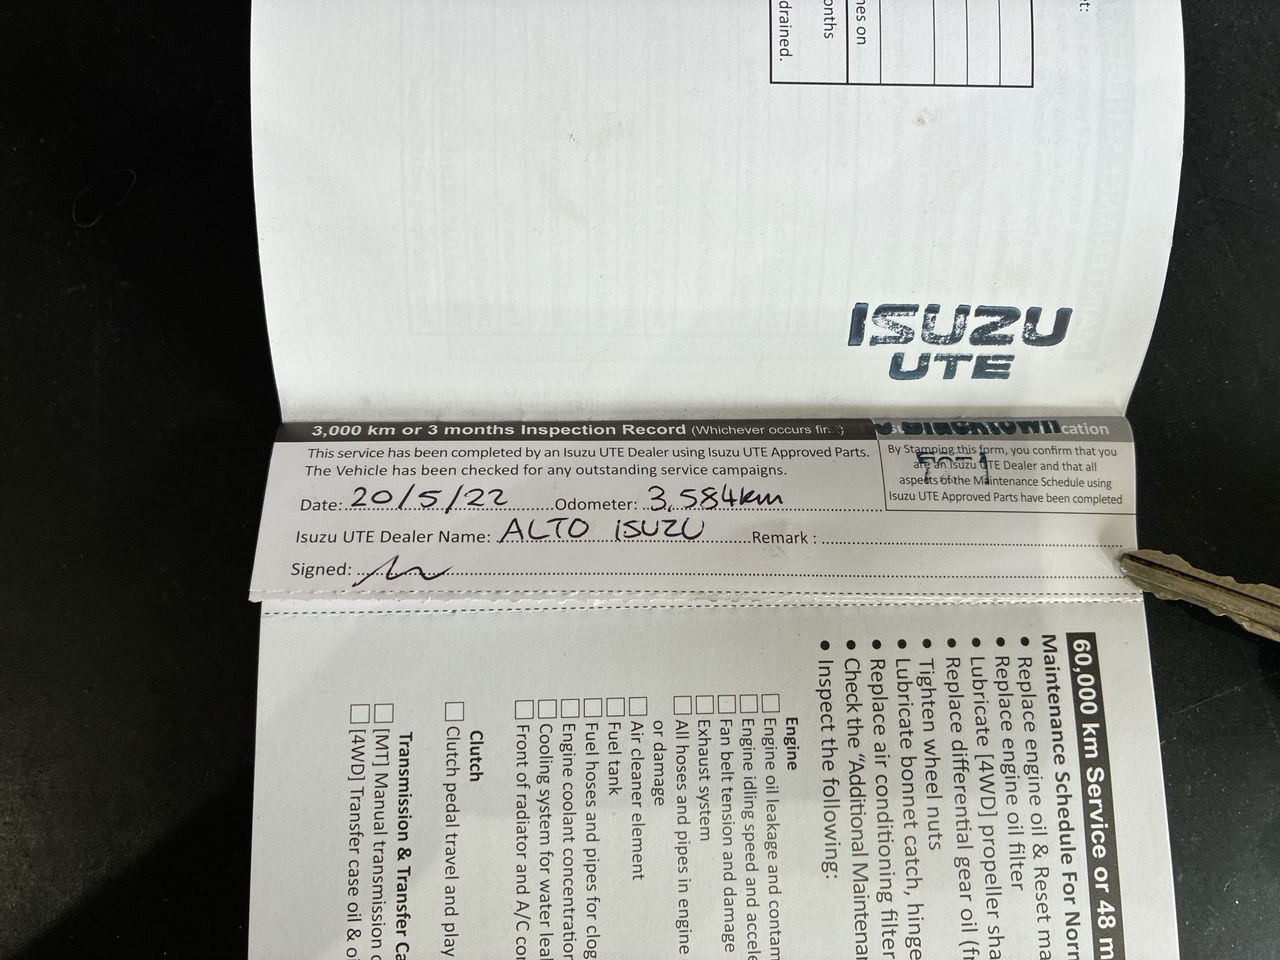 t:
nes on
onths
drained.
ISUZU
UTE
3,000 km or 3 months Inspection Record (Whichever occurs fir
Blacktown
cation
This service has been completed by an Isuzu UTE Dealer using Isuzu UTE Approved Parts.
The Vehicle has been checked for any outstanding service campaigns.
By Stamping this form, you confirm that you
are an Isuzu UTE Dealer and that all
aspects of the Maintenance Schedule using
Isuzu UTE Approved Parts have been completed
Date: 20/5/22 Odometer: 3,584km
Isuzu UTE Dealer Name: ALTO ISUZU Remark :
Signed:
60,000 km Service or 48 m
Maintenance Schedule For Norm
• Replace engine oil & Reset ma
• Replace engine oil filter
• Lubricate [4WD] propeller sha
• Replace differential gear oil (fr
• Tighten wheel nuts
• Lubricate bonnet catch, hinge
• Replace air conditioning filter
• Check the “Additional Maintenan
• Inspect the following:
Engine
Engine oil leakage and contam
Engine idling speed and accele
Fan belt tension and damage
Exhaust system
All hoses and pipes in engine
or damage
Air cleaner element
Fuel tank
Fuel hoses and pipes for clog
Engine coolant concentration
Cooling system for water leak
Front of radiator and A/C con
Clutch
Clutch pedal travel and play
Transmission & Transfer Ca
[MT] Manual transmission o
[4WD] Transfer case oil & oi